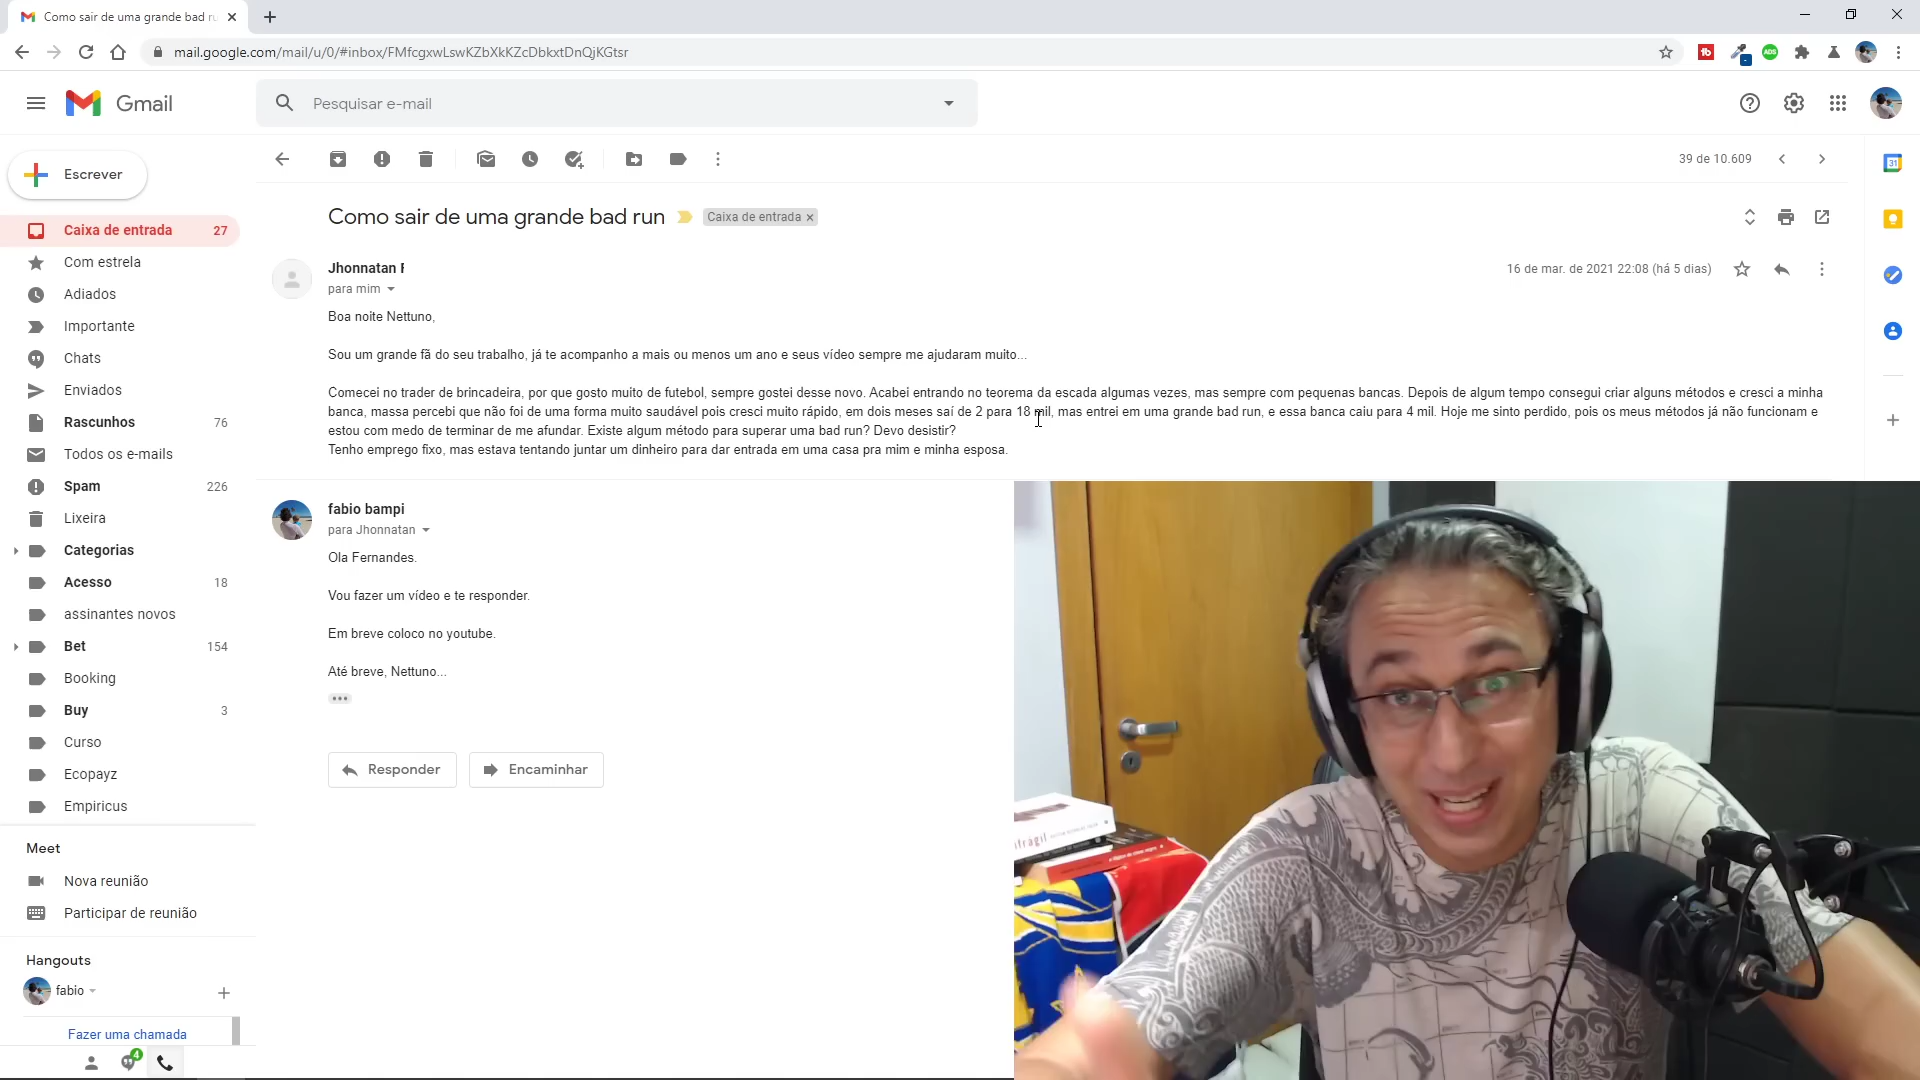 Como sair de uma grande bad ru
mail.google.com/mail/u/0/#inbox/FMfcgxwLswKZbXkKZcDbkxtDnQjKGtsr
Gmail
Pesquisar e-mail
Escrever
39 de 10.609
31
Caixa de entrada 27
Com estrela
Adiados
Importante
Chats
Enviados
Rascunhos 76
Todos os e-mails
Spam 226
Lixeira
Categorias
Acesso 18
assinantes novos
Bet 154
Booking
Buy 3
Curso
Ecopayz
Empiricus
Meet
Nova reunião
Participar de reunião
Hangouts
fabio
Fazer uma chamada
4
Como sair de uma grande bad run Caixa de entrada x
Jhonnatan F
16 de mar. de 2021 22:08 (há 5 dias)
para mim
Boa noite Nettuno,
Sou um grande fã do seu trabalho, já te acompanho a mais ou menos um ano e seus vídeo sempre me ajudaram muito...
Comecei no trader de brincadeira, por que gosto muito de futebol, sempre gostei desse novo. Acabei entrando no teorema da escada algumas vezes, mas sempre com pequenas bancas. Depois de algum tempo consegui criar alguns métodos e cresci a minha
banca, massa percebi que não foi de uma forma muito saudável pois cresci muito rápido, em dois meses saí de 2 para 18 mil, mas entrei em uma grande bad run, e essa banca caiu para 4 mil. Hoje me sinto perdido, pois os meus métodos já não funcionam e
estou com medo de terminar de me afundar. Existe algum método para superar uma bad run? Devo desistir?
Tenho emprego fixo, mas estava tentando juntar um dinheiro para dar entrada em uma casa pra mim e minha esposa.
fabio bampi
para Jhonnatan
Ola Fernandes.
Vou fazer um vídeo e te responder.
Em breve coloco no youtube.
Até breve, Nettuno...
Responder
Encaminhar